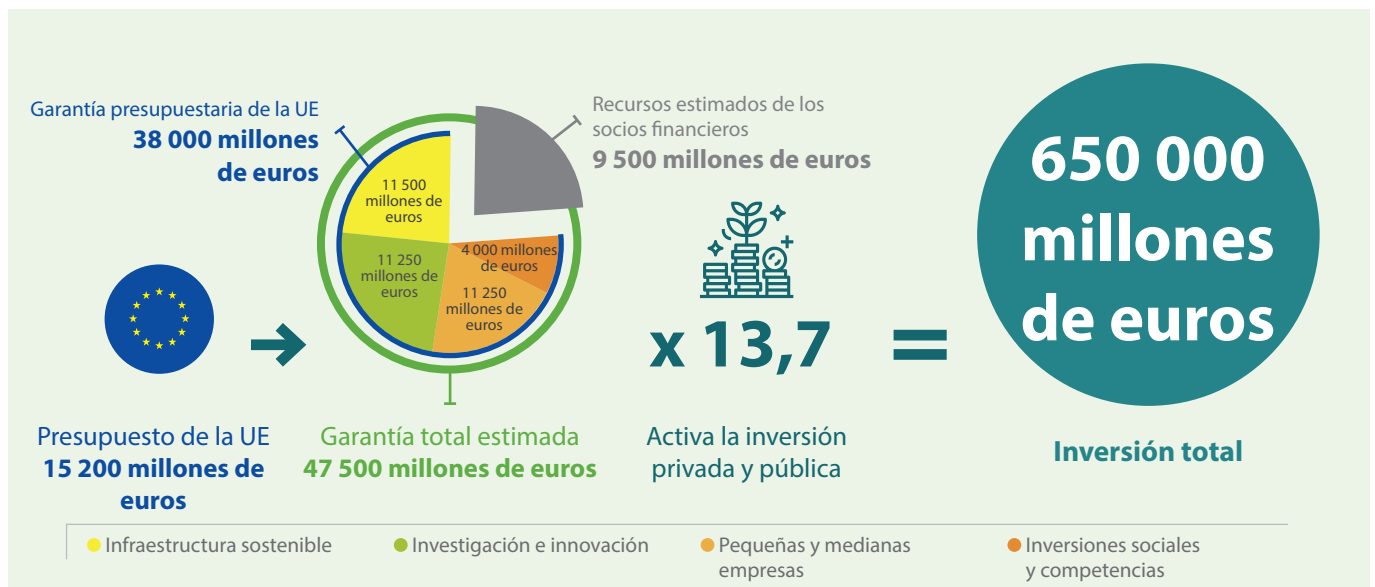 Garantía presupuestaria de la UE
38 000 millones
de euros
Recursos estimados de los
socios financieros
9 500 millones de euros
11 500
millones de
euros
11 250
millones de
euros
4 000 millones
de euros
11 250
millones de
euros
x 13,7
=
650 000
millones
de euros
Presupuesto de la UE
15 200 millones de
euros
Garantía total estimada
47 500 millones de euros
Activa la inversión
privada y pública
Inversión total
Infraestructura sostenible
Investigación e innovación
Pequeñas y medianas
empresas
Inversiones sociales
y competencias